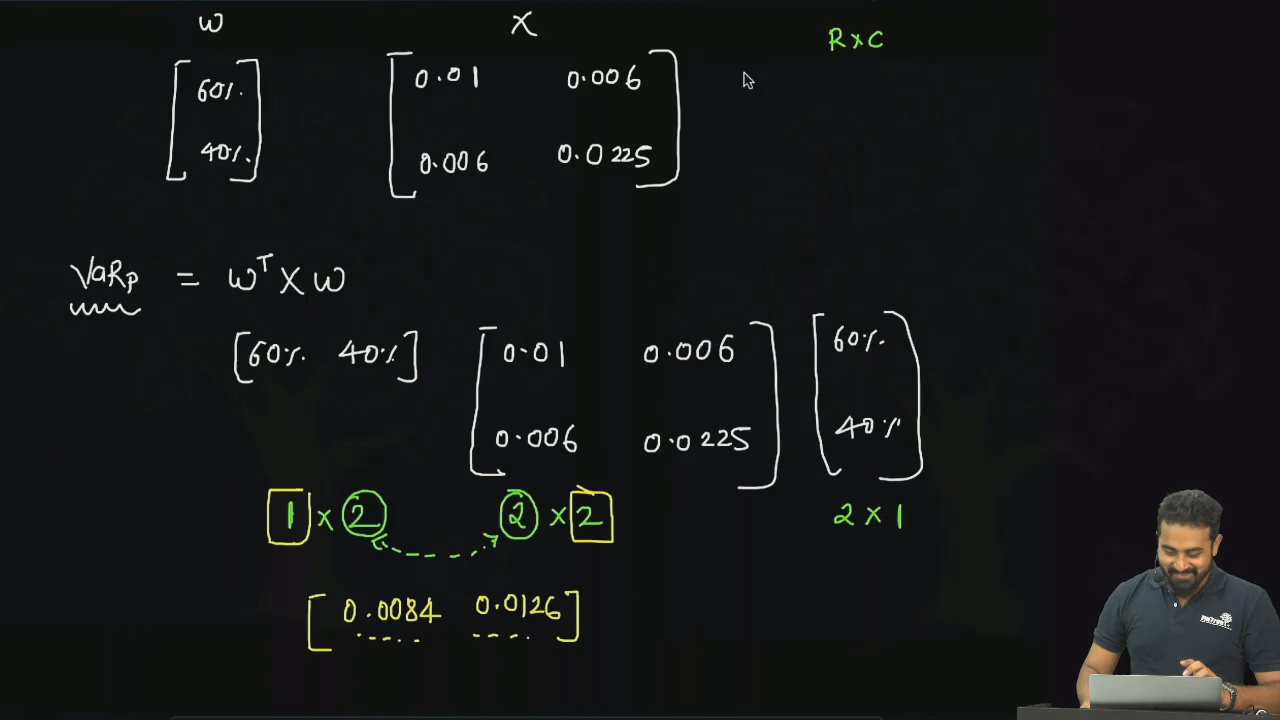 w X R x C
[60% 40%] [0.01 0.006
0.006 0.0225]
VaRp = wᵀ X w
[60% 40%] [0.01 0.006 [60%
0.006 0.0225] 40%]
1 x 2 2 x 2 2 x 1
[0.0084 0.0126]